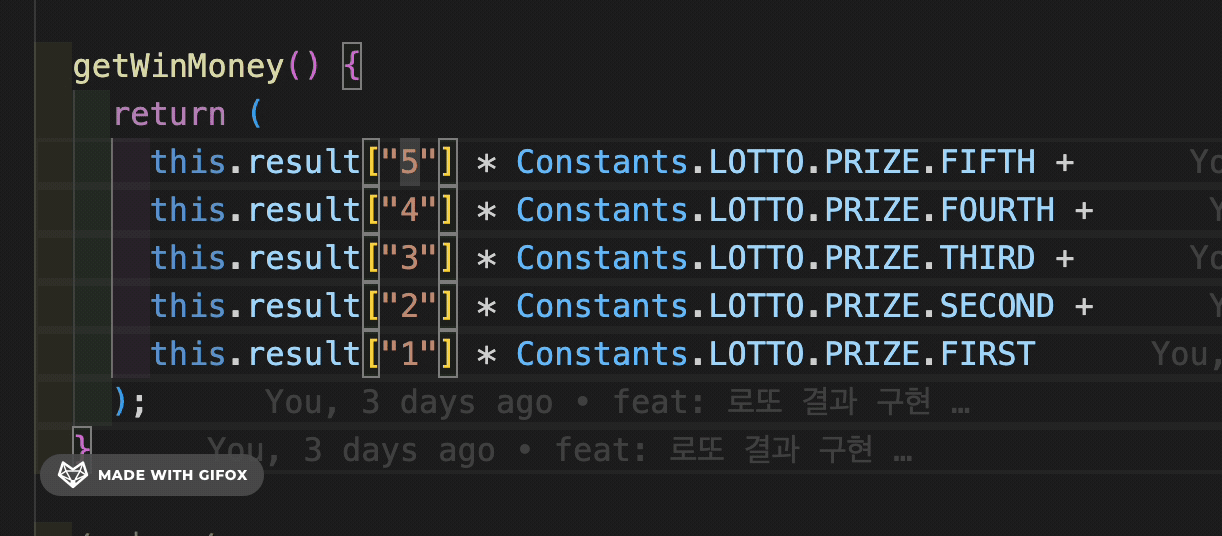 getWinMoney() {
return (
this.result["5"] * Constants.LOTTO.PRIZE.FIFTH + Yo
this.result["4"] * Constants.LOTTO.PRIZE.FOURTH + Y
this.result["3"] * Constants.LOTTO.PRIZE.THIRD + Yo
this.result["2"] * Constants.LOTTO.PRIZE.SECOND + Y
this.result["1"] * Constants.LOTTO.PRIZE.FIRST You,
); You, 3 days ago • feat: 로또 결과 구현 …
} You, 3 days ago • feat: 로또 결과 구현 …
MADE WITH GIFOX